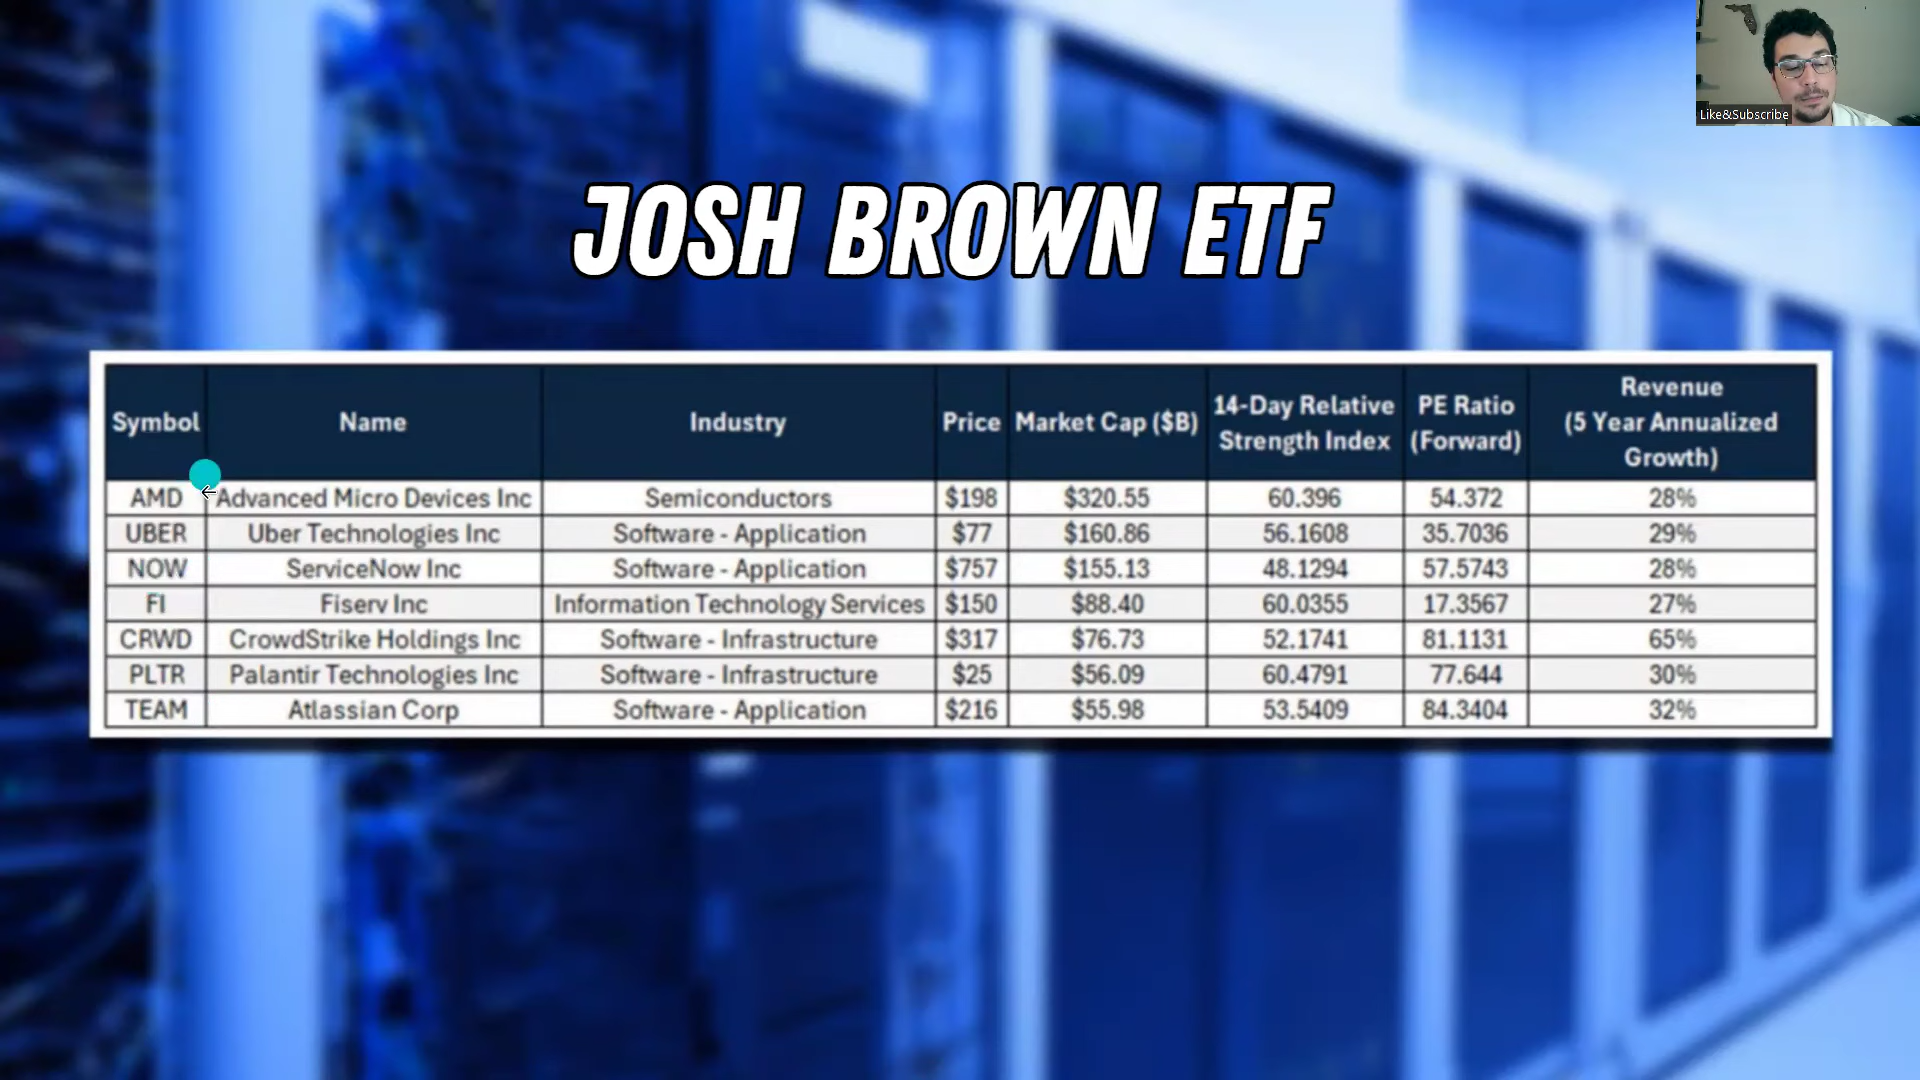 Like&Subscribe
JOSH BROWN ETF
Symbol Name Industry Price Market Cap ($B) 14-Day Relative Strength Index PE Ratio (Forward) Revenue (5 Year Annualized Growth)
AMD Advanced Micro Devices Inc Semiconductors $198 $320.55 60.396 54.372 28%
UBER Uber Technologies Inc Software - Application $77 $160.86 56.1608 35.7036 29%
NOW ServiceNow Inc Software - Application $757 $155.13 48.1294 57.5743 28%
FI Fiserv Inc Information Technology Services $150 $88.40 60.0355 17.3567 27%
CRWD CrowdStrike Holdings Inc Software - Infrastructure $317 $76.73 52.1741 81.1131 65%
PLTR Palantir Technologies Inc Software - Infrastructure $25 $56.09 60.4791 77.644 30%
TEAM Atlassian Corp Software - Application $216 $55.98 53.5409 84.3404 32%